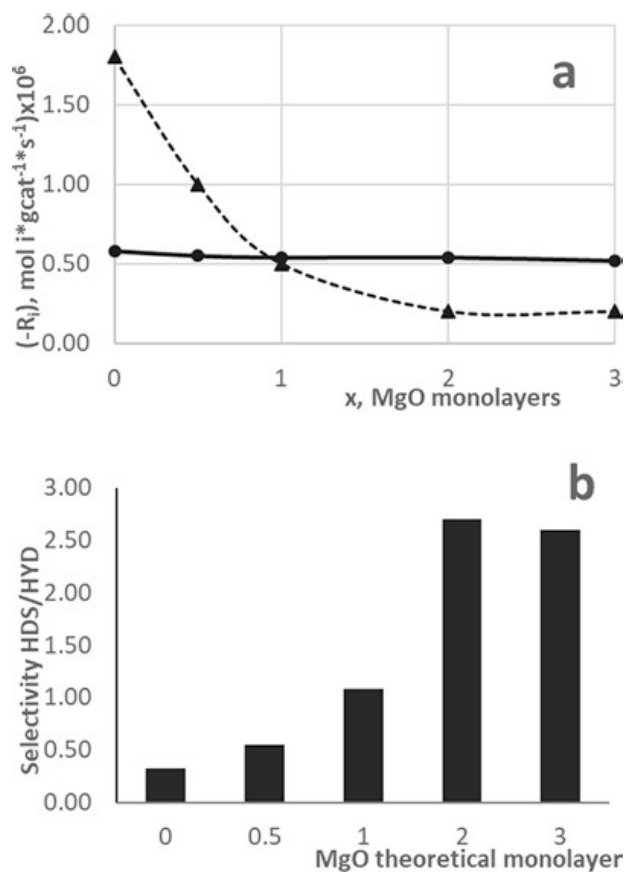 2.00
1.50
1.00
0.50
0.00
(-Rᵢ), mol i*gcat⁻¹*s⁻¹)x10⁶
a
0 1 2 3
x, MgO monolayers
b
3.00
2.50
2.00
1.50
1.00
0.50
0.00
Selectivity HDS/HYD
0 0.5 1 2 3
MgO theoretical monolayer